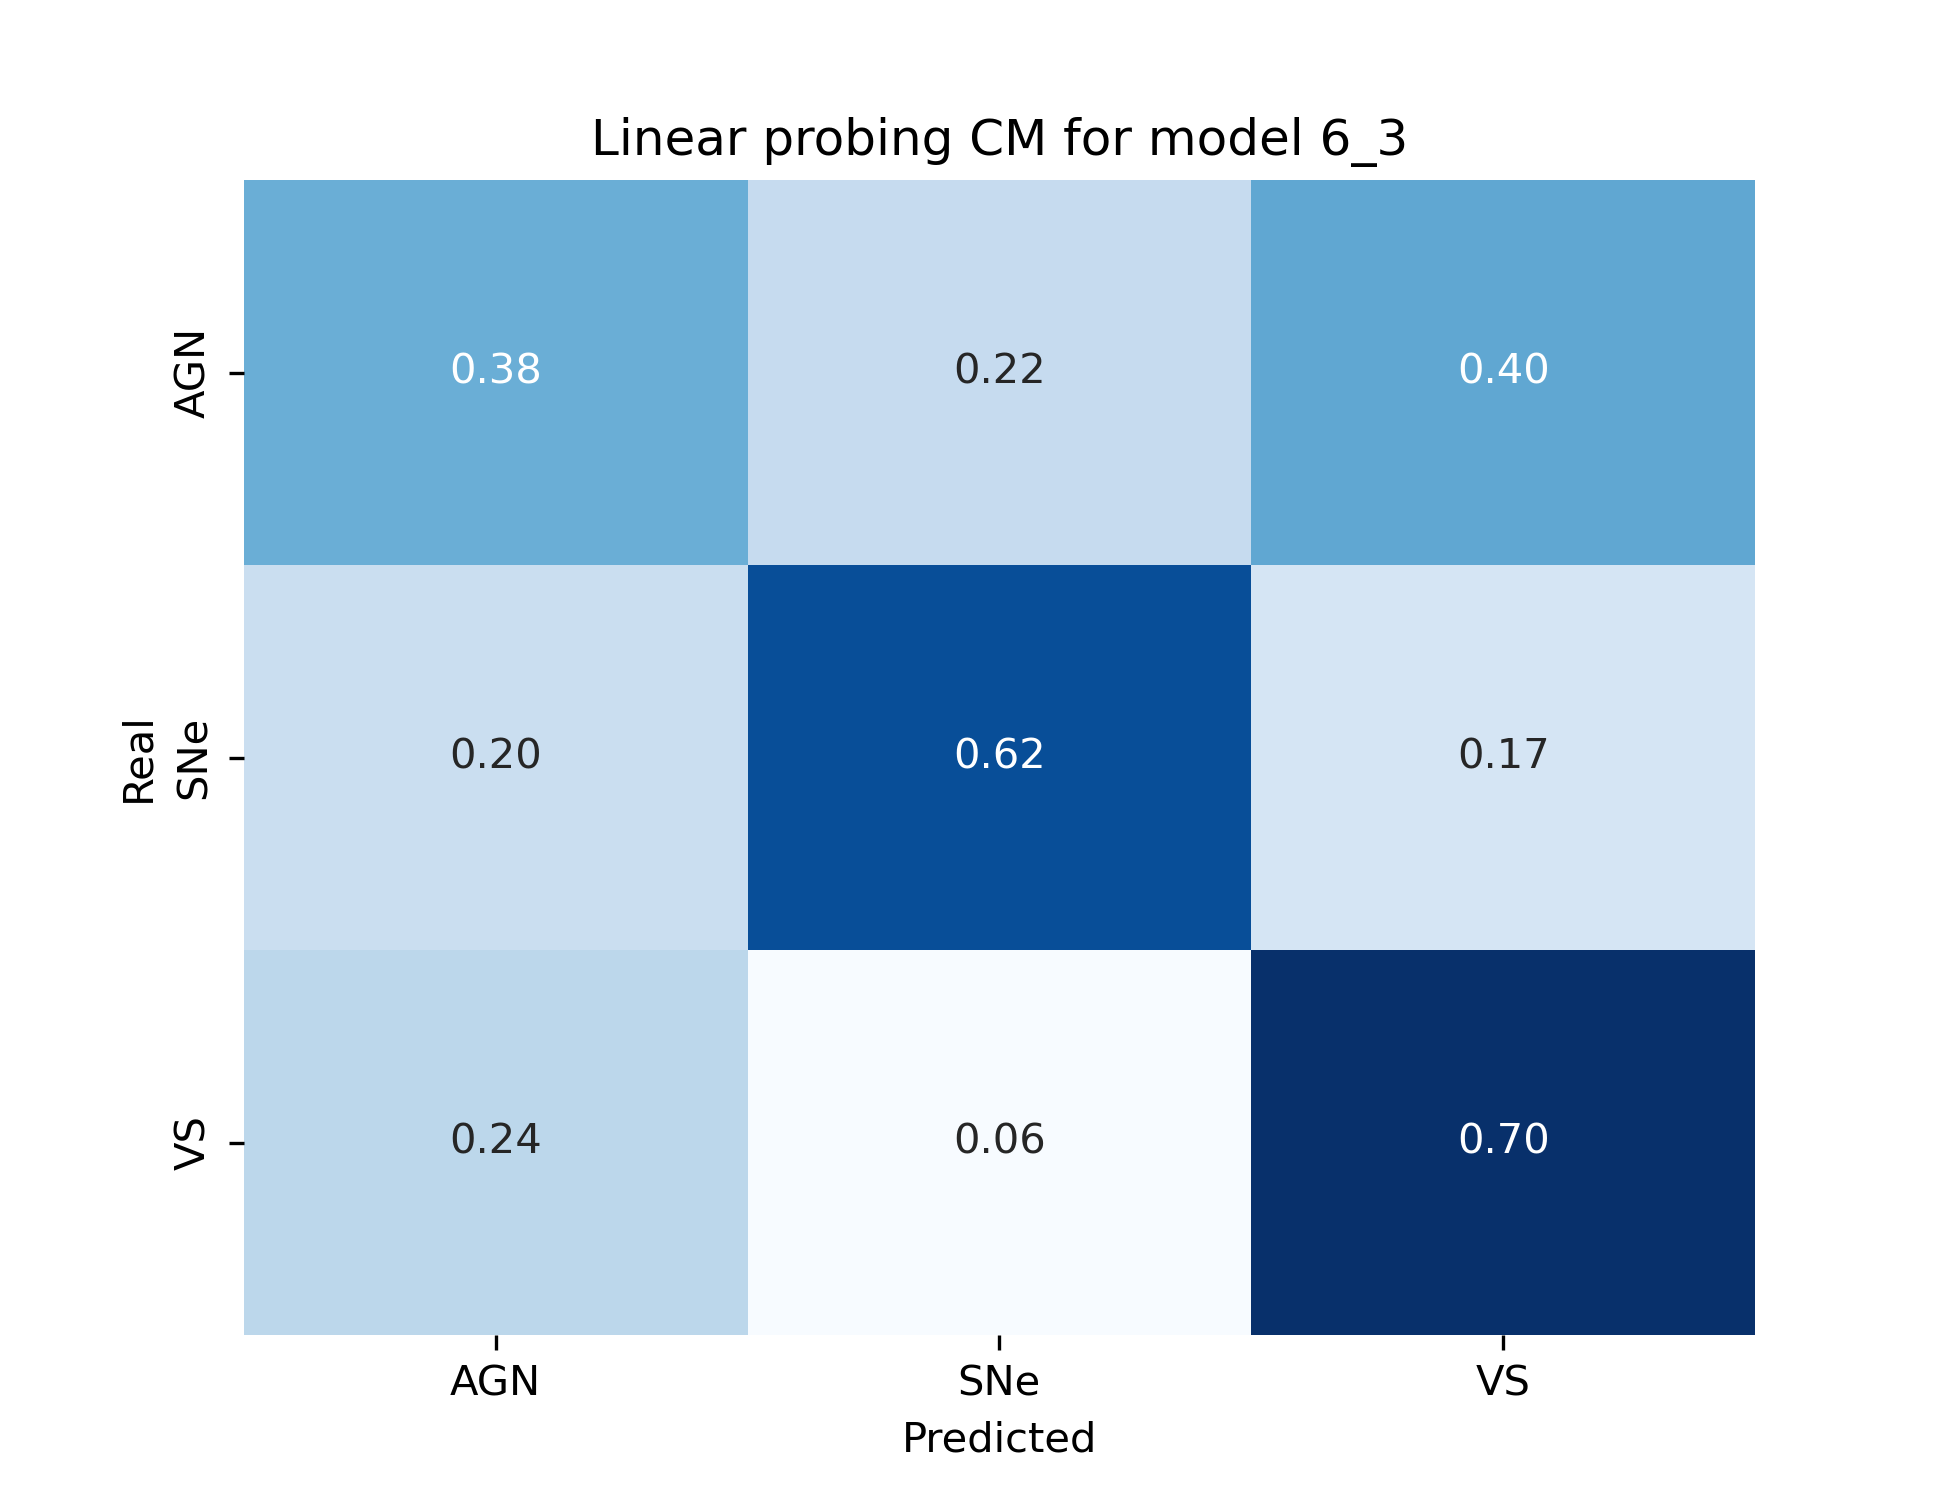 Linear probing CM for model 6_3
AGN
0.38
0.22
0.40
Real
SNe
0.20
0.62
0.17
VS
0.24
0.06
0.70
AGN
SNe
VS
Predicted